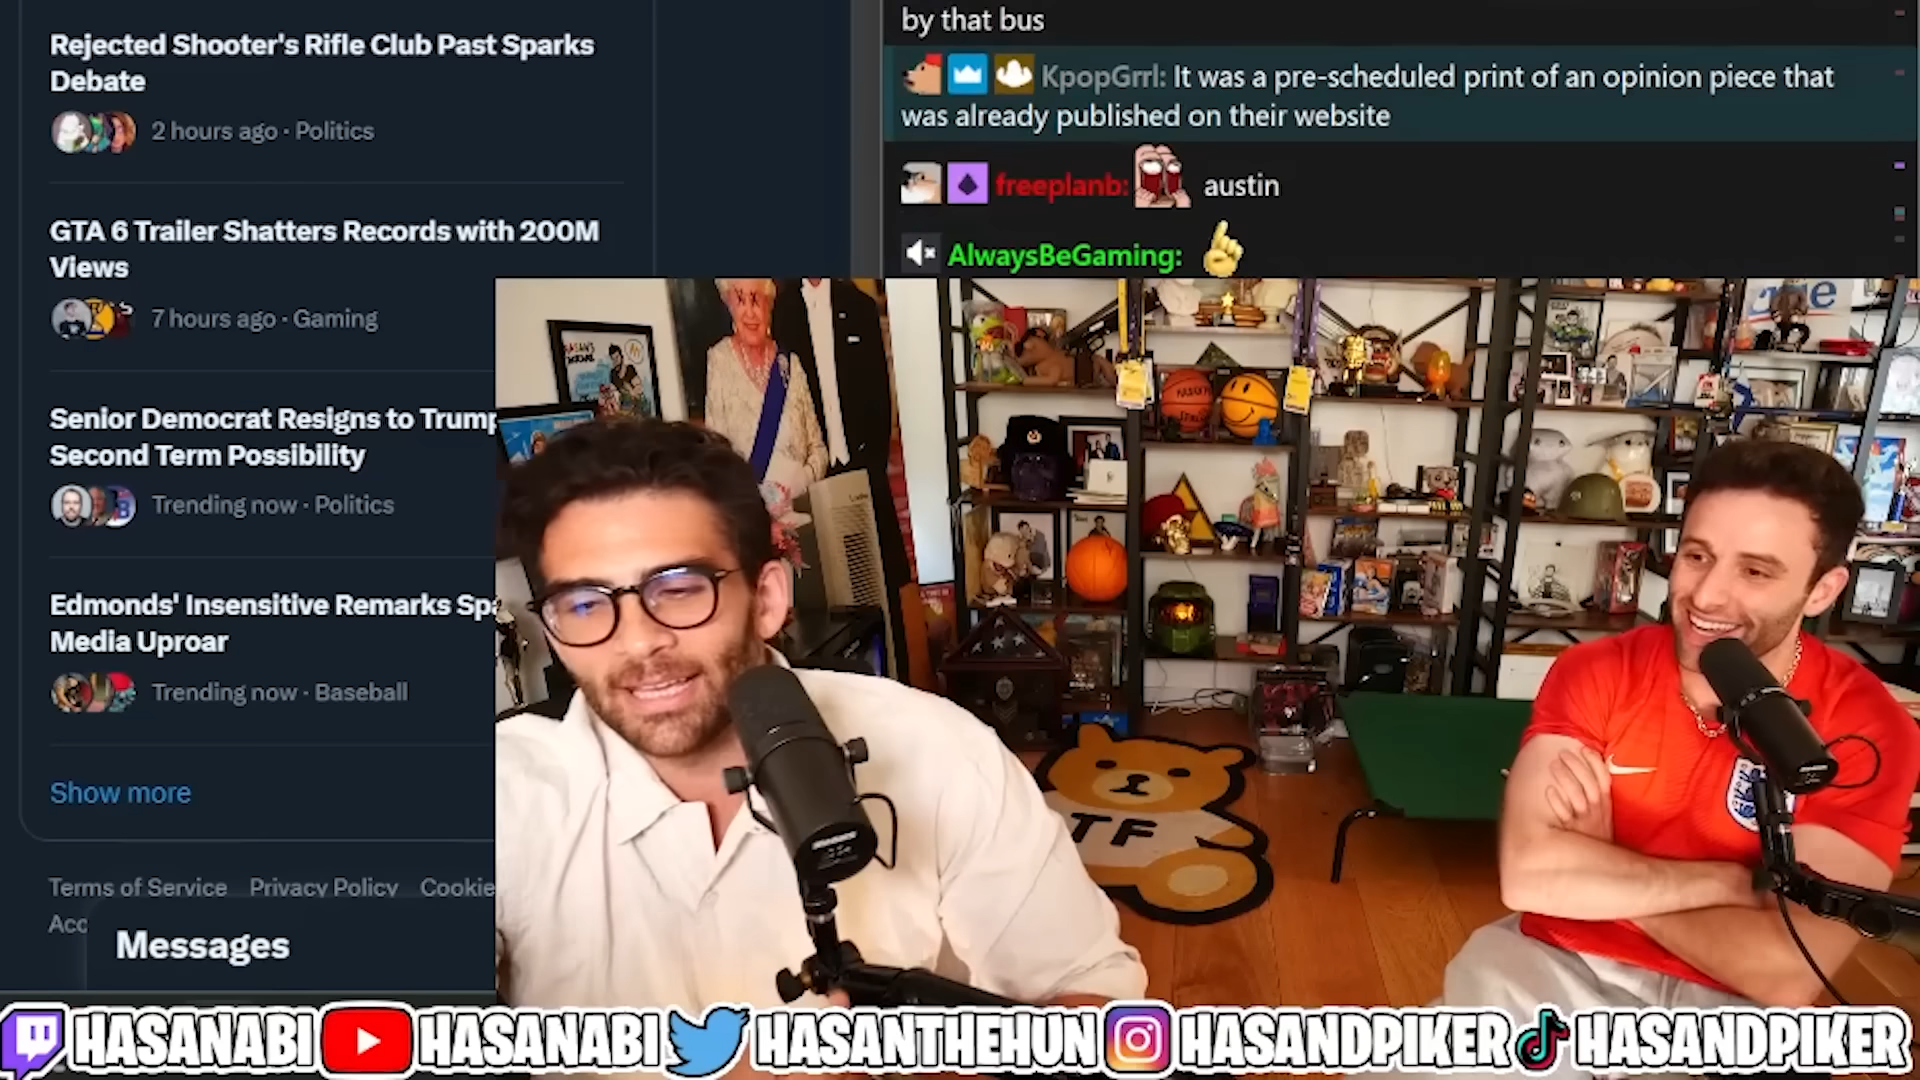 Rejected Shooter's Rifle Club Past Sparks
Debate
2 hours ago · Politics
GTA 6 Trailer Shatters Records with 200M
Views
7 hours ago · Gaming
Senior Democrat Resigns to Trump
Second Term Possibility
Trending now · Politics
Edmonds' Insensitive Remarks Spa
Media Uproar
Trending now · Baseball
Show more
Terms of Service Privacy Policy Cookie
Acc
Messages
by that bus
KpopGrrl: It was a pre-scheduled print of an opinion piece that
was already published on their website
freeplanb: austin
AlwaysBeGaming:
TF
HASANABI HASANABI HASANTHEHUN HASANDPIKER HASANDPIKER